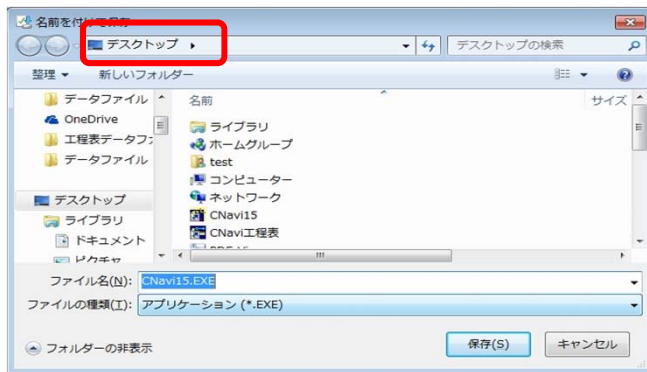 名前を付けて保存
デスクトップ
デスクトップの検索
整理
新しいフォルダー
データファイル
OneDrive
工程表データファ
データファイル
デスクトップ
ライブラリ
ドキュメント
ピクチャ
名前
サイズ
ライブラリ
ホームグループ
test
コンピューター
ネットワーク
CNavi15
CNavi工程表
ファイル名(N): CNavi15.EXE
ファイルの種類(T): アプリケーション (*.EXE)
フォルダーの非表示
保存(S)
キャンセル